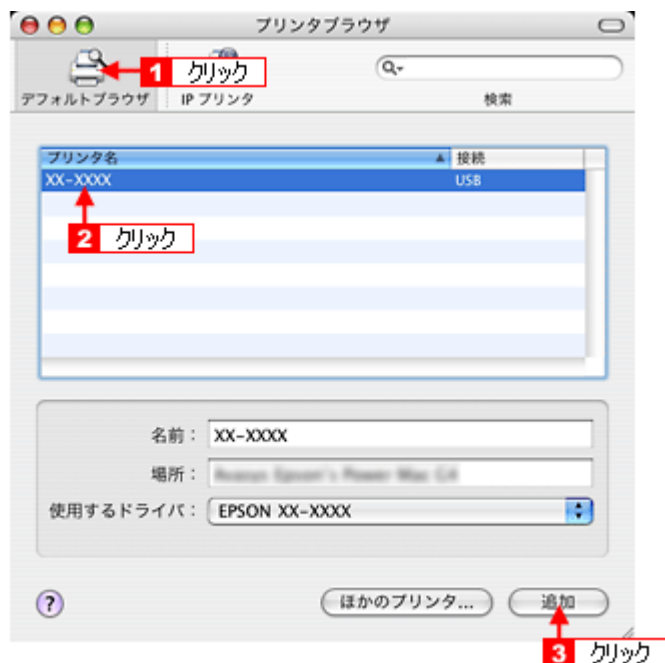 プリンタブラウザ
1 クリック
デフォルトブラウザ
IP プリンタ
検索
プリンタ名
接続
XX-XXXX
USB
2 クリック
名前： XX-XXXX
場所：
使用するドライバ： EPSON XX-XXXX
?
ほかのプリンタ...
追加
3 クリック